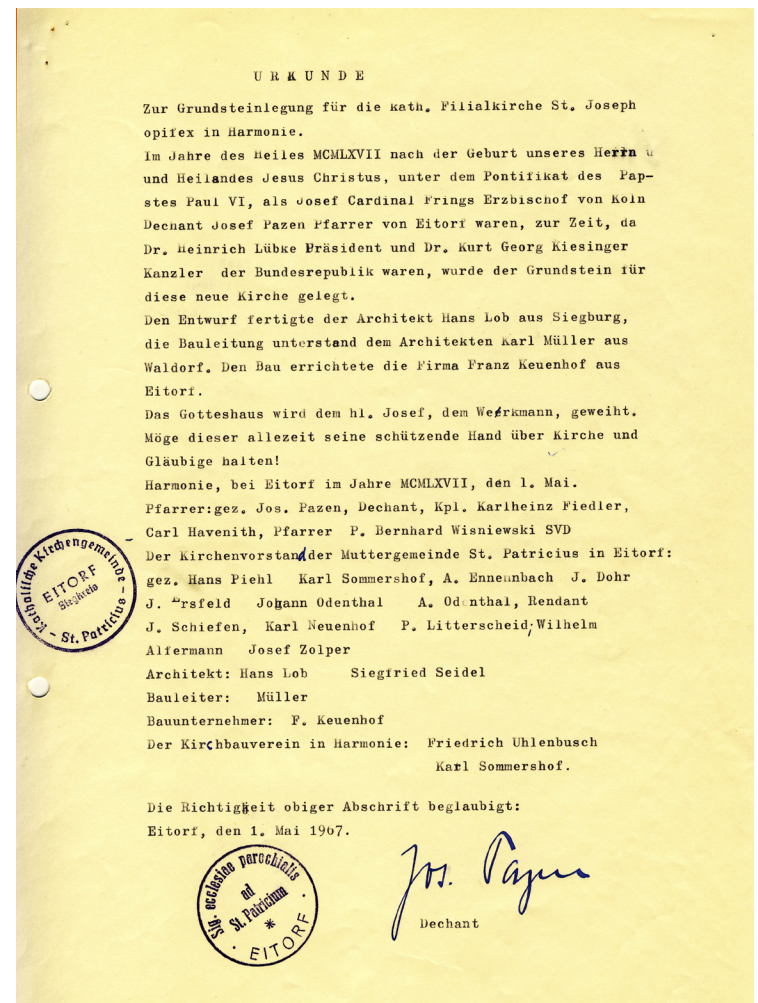 URKUNDE
Zur Grundsteinlegung für die kath. Filialkirche St. Joseph
opifex in Harmonie.
Im Jahre des Heiles MCMLXVII nach der Geburt unseres Herrn u
und Heilandes Jesus Christus, unter dem Pontifikat des Pap-
stes Paul VI, als Josef Cardinal Frings Erzbischof von Köln
Dechant Josef Pazen Pfarrer von Eitorf waren, zur Zeit, da
Dr. Heinrich Lübke Präsident und Dr. Kurt Georg Kiesinger
Kanzler der Bundesrepublik waren, wurde der Grundstein für
diese neue Kirche gelegt.
Den Entwurf fertigte der Architekt Hans Lob aus Siegburg,
die Bauleitung unterstand dem Architekten Karl Müller aus
Waldorf. Den Bau errichtete die Firma Franz Keuenhof aus
Eitorf.
Das Gotteshaus wird dem hl. Josef, dem Werkmann, geweiht.
Möge dieser allezeit seine schützende Hand über Kirche und
Gläubige halten!
Harmonie, bei Eitorf im Jahre MCMLXVII, den 1. Mai.
Pfarrer:gez. Jos. Pazen, Dechant, Kpl. Karlheinz Fiedler,
Carl Havenith, Pfarrer P. Bernhard Wisniewski SVD
Der Kirchenvorstand der Muttergemeinde St. Patricius in Eitorf:
gez. Hans Piehl Karl Sommershof, A. Ennenbach J. Dohr
J. Johann Odenthal A. Odenthal, Rendant
J. Schiefen, Karl Neuenhof P. Litterscheid, Wilhelm
Alfermann Josef Zolper
Architekt: Hans Lob Siegfried Seidel
Bauleiter: Müller
Bauunternehmer: F. Keuenhof
Der Kirchbauverein in Harmonie: Friedrich Uhlenbusch
Karl Sommershof.
Die Richtigkeit obiger Abschrift beglaubigt:
Eitorf, den 1. Mai 1967.
Jos. Pazen
Dechant
Katholische Kirchengemeinde
- St. Patricius -
EITORF
Siegkreis
Sig. ecclesiae parochialis
ad
St. Patricium
*
· EITORF ·